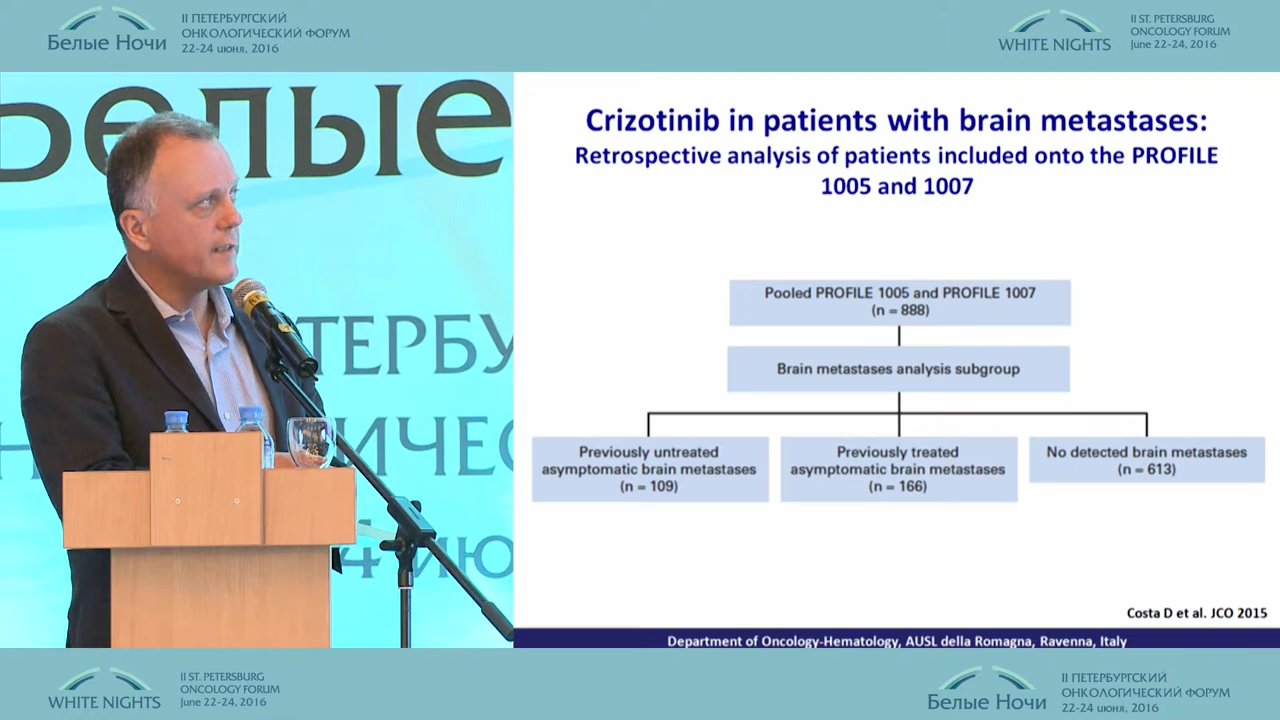 Белые Ночи
II ПЕТЕРБУРГСКИЙ
ОНКОЛОГИЧЕСКИЙ ФОРУМ
22-24 июня, 2016
WHITE NIGHTS
II ST. PETERSBURG
ONCOLOGY FORUM
June 22-24, 2016
Белые
ТЕРБУ
ИЧЕС
4 ИЮ
Crizotinib in patients with brain metastases:
Retrospective analysis of patients included onto the PROFILE
1005 and 1007
Pooled PROFILE 1005 and PROFILE 1007
(n = 888)
Brain metastases analysis subgroup
Previously untreated
asymptomatic brain metastases
(n = 109)
Previously treated
asymptomatic brain metastases
(n = 166)
No detected brain metastases
(n = 613)
Costa D et al. JCO 2015
Department of Oncology-Hematology, AUSL della Romagna, Ravenna, Italy
WHITE NIGHTS
II ST. PETERSBURG
ONCOLOGY FORUM
June 22-24, 2016
Белые Ночи
II ПЕТЕРБУРГСКИЙ
ОНКОЛОГИЧЕСКИЙ ФОРУМ
22-24 июня, 2016